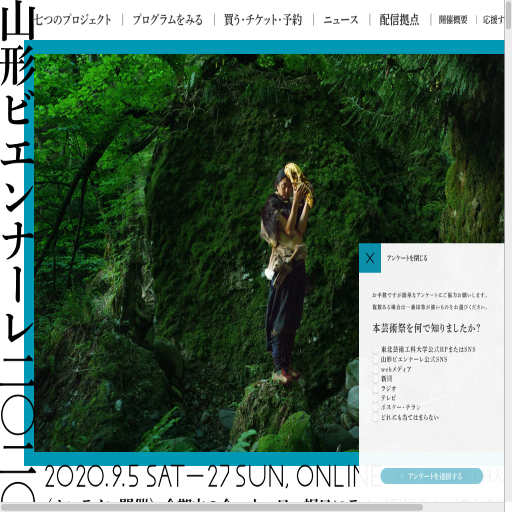 山形ビエンナーレ二〇二〇
七つのプロジェクト | プログラムをみる | 買う・チケット・予約 | ニュース | 配信拠点 | 開催概要 | 応援す
X アンケートを閉じる
お手数ですが簡単なアンケートにご協力お願いします。
複数ある場合は一番印象が強いものをお選びください。
本芸術祭を何で知りましたか？
東北芸術工科大学公式HPまたはSNS
山形ビエンナーレ公式SNS
webメディア
新聞
ラジオ
テレビ
ポスター・チラシ
どれにも当てはまらない
アンケートを送信する
2020.9.5 SAT—27 SUN, ONLINE